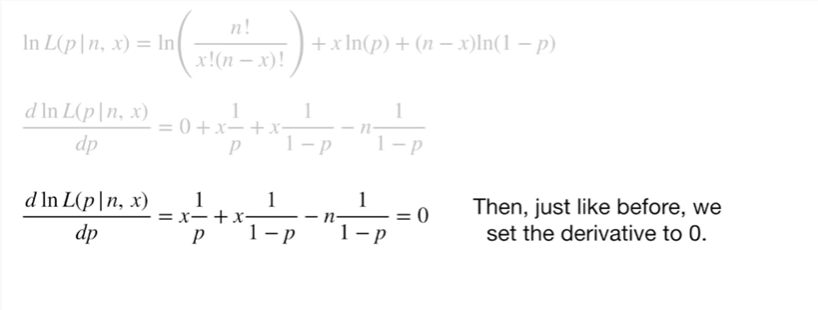 ln L(p|n, x) = ln( n! / x!(n − x)! ) + x ln(p) + (n − x)ln(1 − p)
d ln L(p|n, x) / dp = 0 + x 1/p + x 1/(1 − p) − n 1/(1 − p)
d ln L(p|n, x) / dp = x 1/p + x 1/(1 − p) − n 1/(1 − p) = 0
Then, just like before, we
set the derivative to 0.